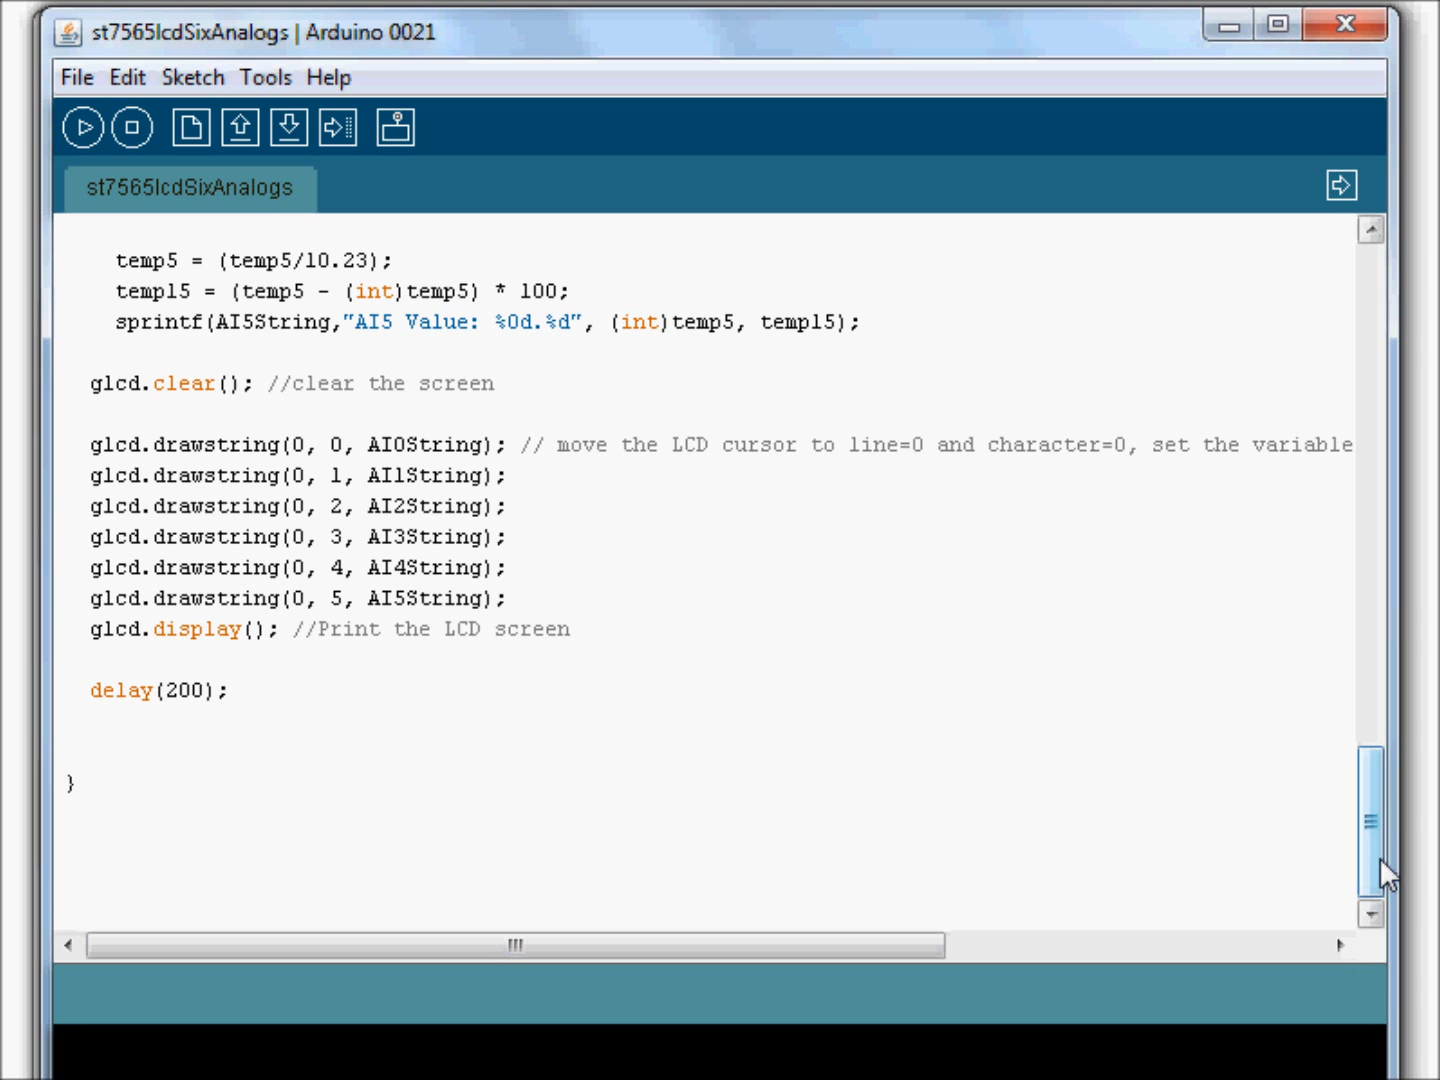 st7565lcdSixAnalogs | Arduino 0021
File Edit Sketch Tools Help
st7565lcdSixAnalogs
temp5 = (temp5/10.23);
temp15 = (temp5 - (int)temp5) * 100;
sprintf(AI5String,"AI5 Value: %0d.%d", (int)temp5, temp15);
glcd.clear(); //clear the screen
glcd.drawstring(0, 0, AI0String); // move the LCD cursor to line=0 and character=0, set the variable
glcd.drawstring(0, 1, AI1String);
glcd.drawstring(0, 2, AI2String);
glcd.drawstring(0, 3, AI3String);
glcd.drawstring(0, 4, AI4String);
glcd.drawstring(0, 5, AI5String);
glcd.display(); //Print the LCD screen
delay(200);
}